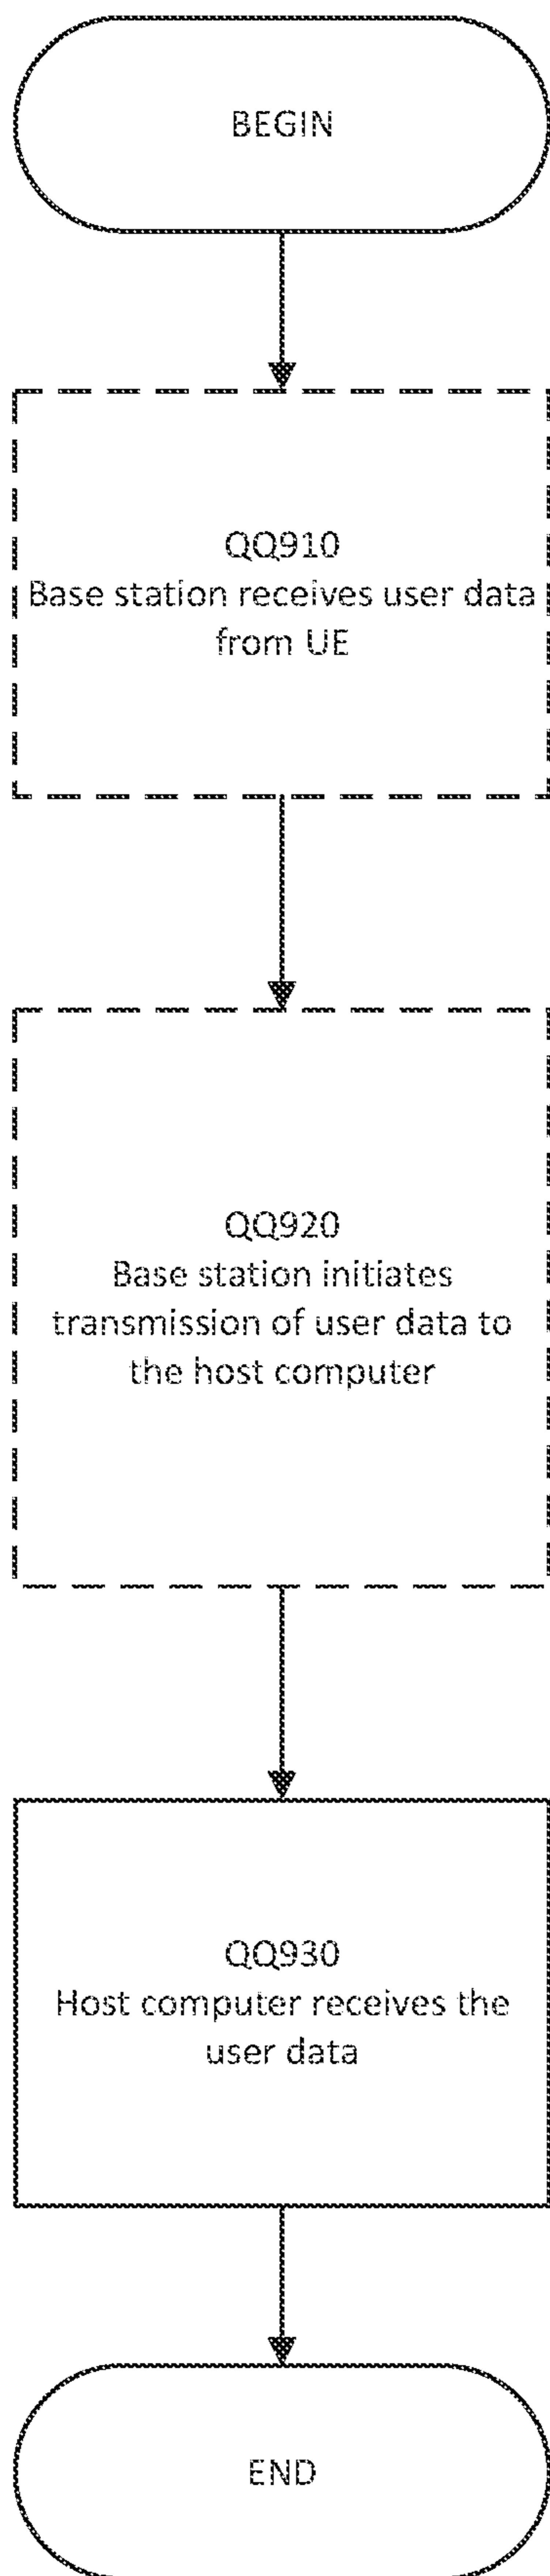 BEGIN
QQ910
Base station receives user data
from UE
QQ920
Base station initiates
transmission of user data to
the host computer
QQ930
Host computer receives the
user data
END